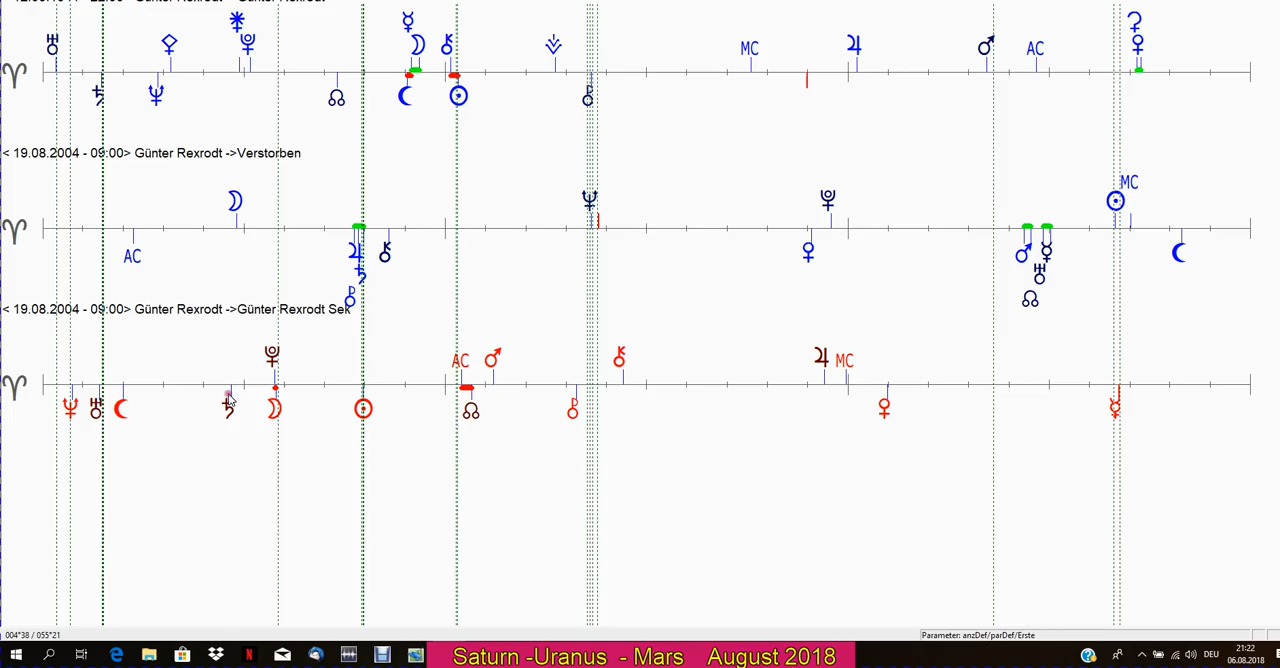 MC
AC
< 19.08.2004 - 09:00> Günter Rexrodt ->Verstorben
MC
AC
< 19.08.2004 - 09:00> Günter Rexrodt ->Günter Rexrodt Sek
AC
MC
004°38 / 055°21
Parameter: anzDef/parDef/Erste
DEU
21:22
06.08.2018
Saturn -Uranus - Mars August 2018